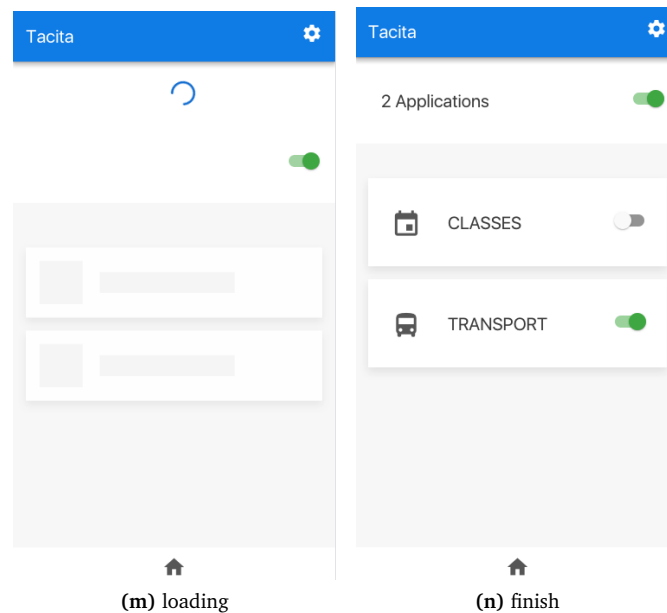 Tacita
(m) loading
Tacita
2 Applications
CLASSES
TRANSPORT
(n) finish